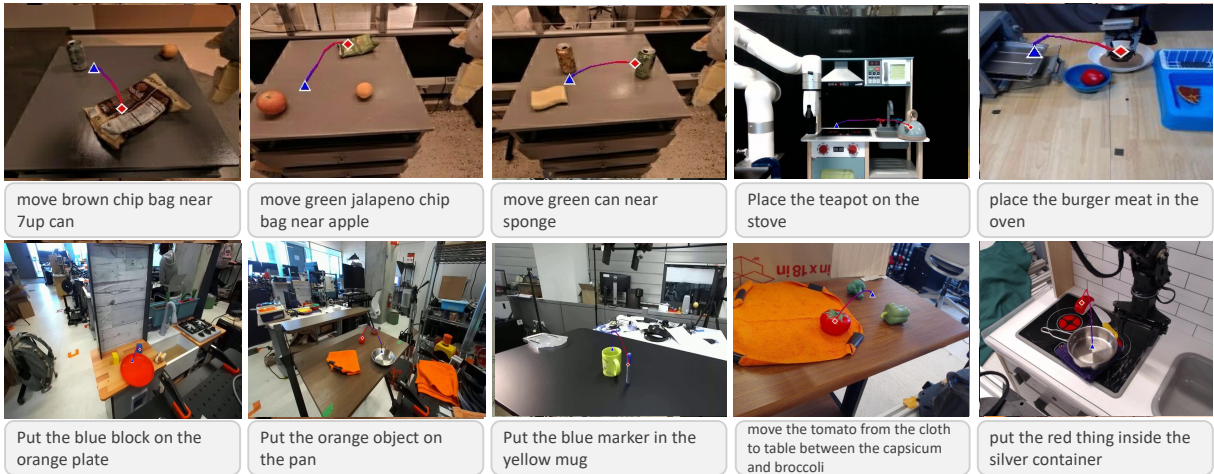 move brown chip bag near
7up can
move green jalapeno chip
bag near apple
move green can near
sponge
Place the teapot on the
stove
place the burger meat in the
oven
in 18 x in
Put the blue block on the
orange plate
Put the orange object on
the pan
Put the blue marker in the
yellow mug
move the tomato from the cloth
to table between the capsicum
and broccoli
put the red thing inside the
silver container